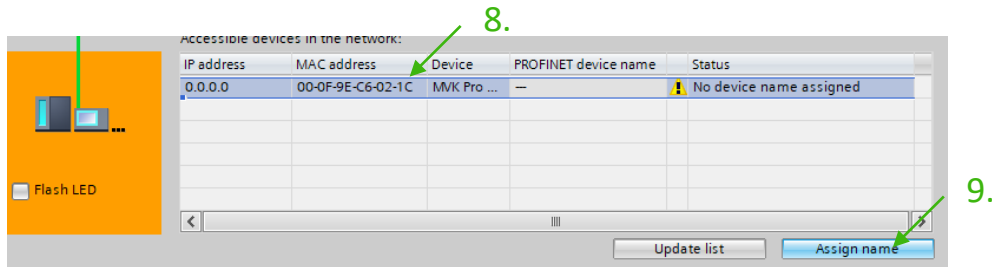 8.
Accessible devices in the network:
IP address MAC address Device PROFINET device name Status
0.0.0.0 00-0F-9E-C6-02-1C MVK Pro ... — No device name assigned
...
Flash LED
9.
Update list Assign name